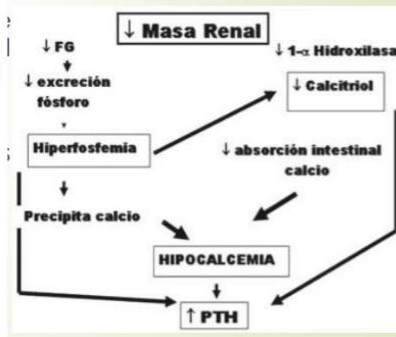 ↓ Masa Renal
↓ FG
↓ excreción
fósforo
Hiperfosfemia
Precipita calcio
↓ 1-α Hidroxilasa
↓ Calcitriol
↓ absorción intestinal
calcio
HIPOCALCEMIA
↑ PTH